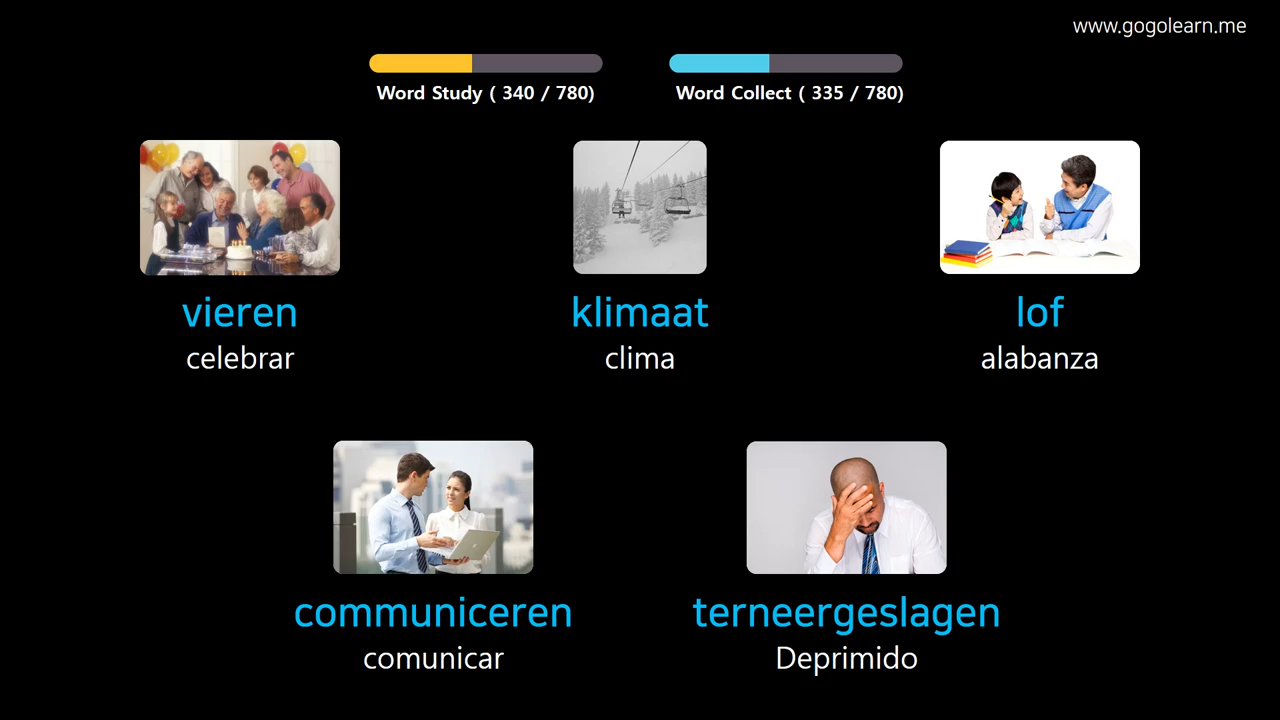 www.gogolearn.me
Word Study ( 340 / 780)
Word Collect ( 335 / 780)
vieren
celebrar
klimaat
clima
lof
alabanza
communiceren
comunicar
terneergeslagen
Deprimido